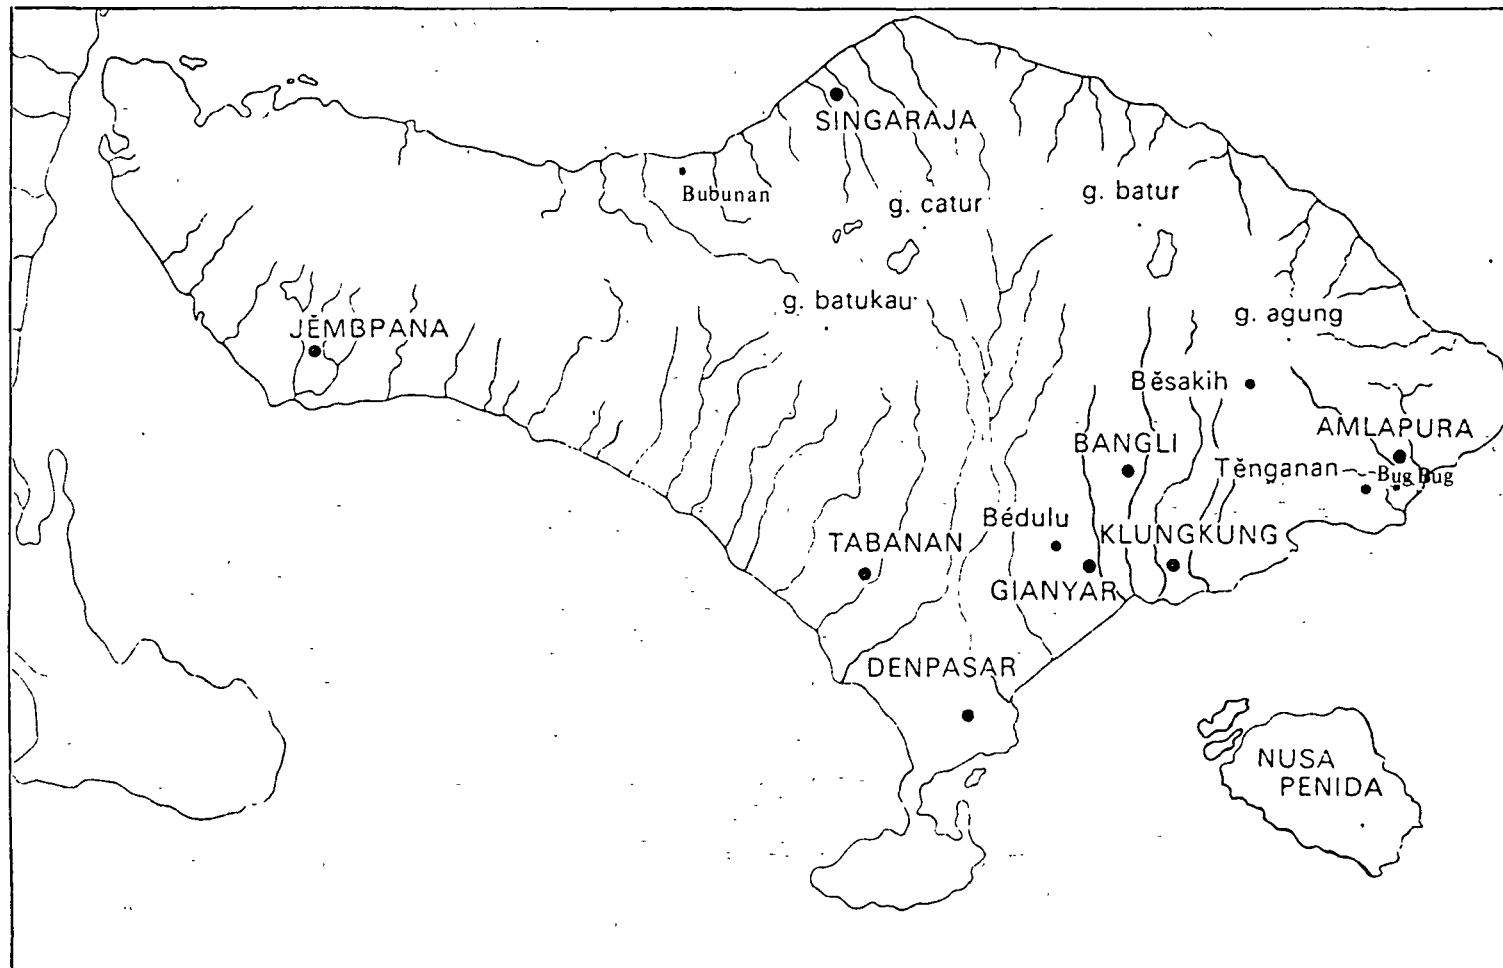 SINGARAJA
Bubunan
g. catur
g. batur
g. batukau
g. agung
JĔMBPANA
Bĕsakih
BANGLI
AMLAPURA
Tĕnganan
Bug Bug
Bédulu
TABANAN
KLUNGKUNG
GIANYAR
DENPASAR
NUSA
PENIDA